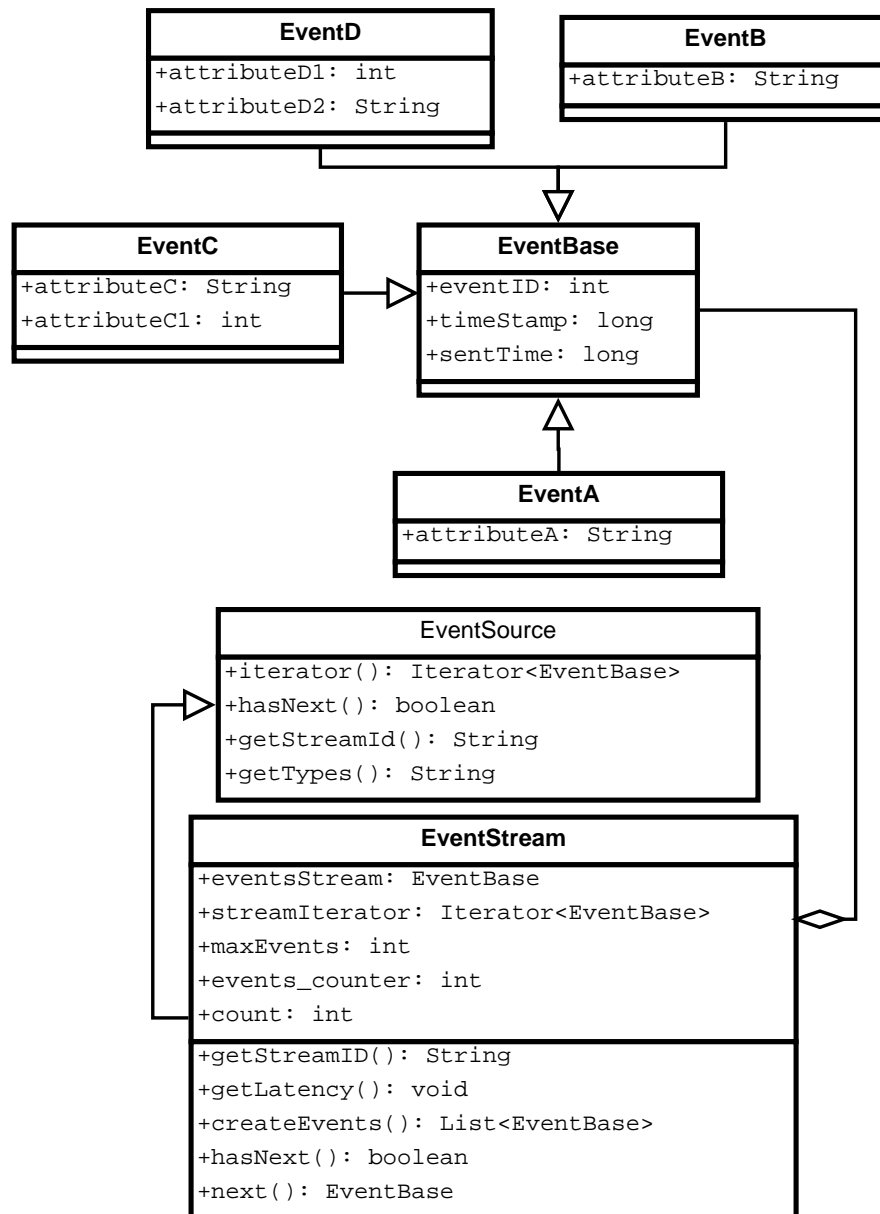 EventD
+attributeD1: int
+attributeD2: String
EventB
+attributeB: String
EventC
+attributeC: String
+attributeC1: int
EventBase
+eventID: int
+timeStamp: long
+sentTime: long
EventA
+attributeA: String
EventSource
+iterator(): Iterator<EventBase>
+hasNext(): boolean
+getStreamId(): String
+getTypes(): String
EventStream
+eventsStream: EventBase
+streamIterator: Iterator<EventBase>
+maxEvents: int
+events_counter: int
+count: int
+getStreamID(): String
+getLatency(): void
+createEvents(): List<EventBase>
+hasNext(): boolean
+next(): EventBase